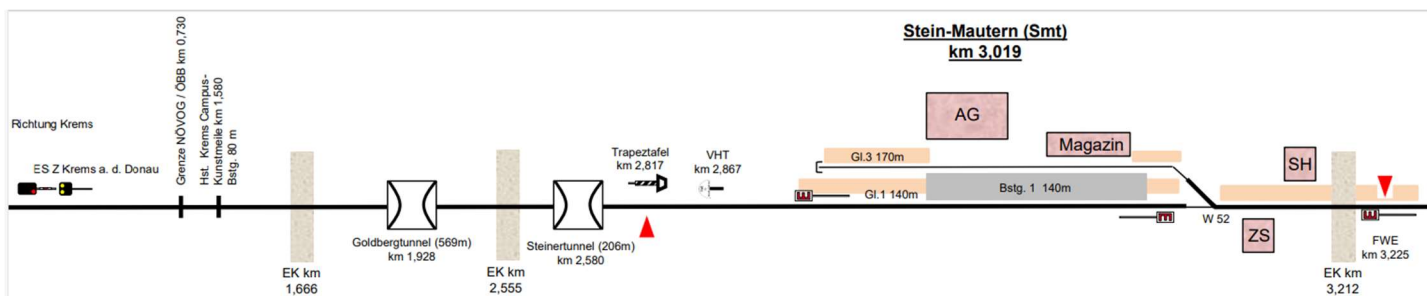 Stein-Mautern (Smt)
km 3,019
Richtung Krems
ES Z Krems a. d. Donau
Grenze NÖVOG / ÖBB km 0,730
Hst. Krems Campus-
Kunstmeile km 1,580
Bstg. 80 m
EK km
1,666
Goldbergtunnel (569m)
km 1,928
EK km
2,555
Steinertunnel (206m)
km 2,580
Trapeztafel
km 2,817
VHT
km 2,867
AG
Gl.3 170m
Magazin
Gl.1 140m
Bstg. 1 140m
W 52
SH
ZS
EK km
3,212
FWE
km 3,225